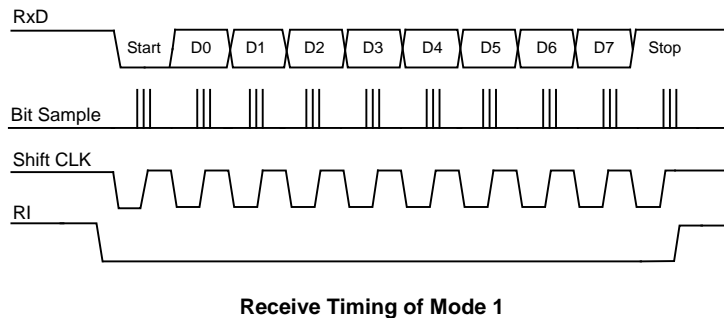 RxD
Start D0 D1 D2 D3 D4 D5 D6 D7 Stop
Bit Sample
Shift CLK
RI
Receive Timing of Mode 1